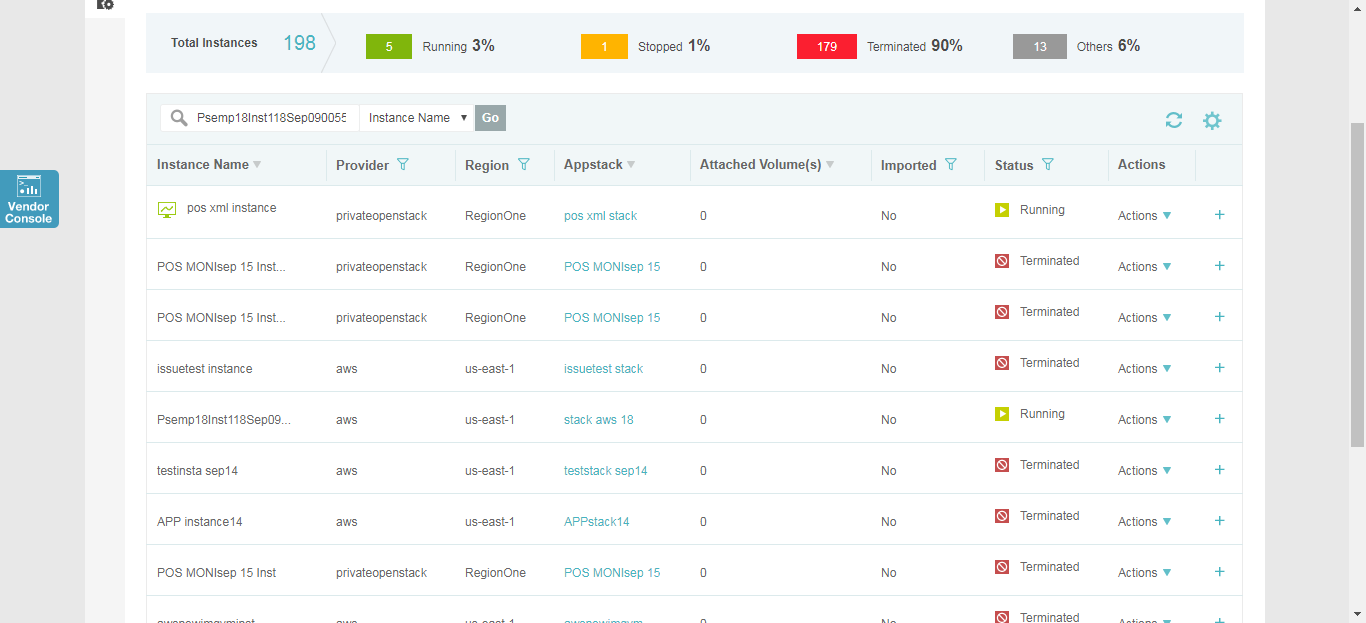 Total Instances 198 5 Running 3% 1 Stopped 1% 179 Terminated 90% 13 Others 6%
Psemp18Inst118Sep090055 Instance Name Go
Instance Name Provider Region Appstack Attached Volume(s) Imported Status Actions
pos xml instance privateopenstack RegionOne pos xml stack 0 No Running Actions +
Vendor
Console
POS MONIsep 15 Inst... privateopenstack RegionOne POS MONIsep 15 0 No Terminated Actions +
POS MONIsep 15 Inst... privateopenstack RegionOne POS MONIsep 15 0 No Terminated Actions +
issuetest instance aws us-east-1 issuetest stack 0 No Terminated Actions +
Psemp18Inst118Sep09... aws us-east-1 stack aws 18 0 No Running Actions +
testinsta sep14 aws us-east-1 teststack sep14 0 No Terminated Actions +
APP instance14 aws us-east-1 APPstack14 0 No Terminated Actions +
POS MONIsep 15 Inst privateopenstack RegionOne POS MONIsep 15 0 No Terminated Actions +
aws us-east-1 0 No Terminated Actions +